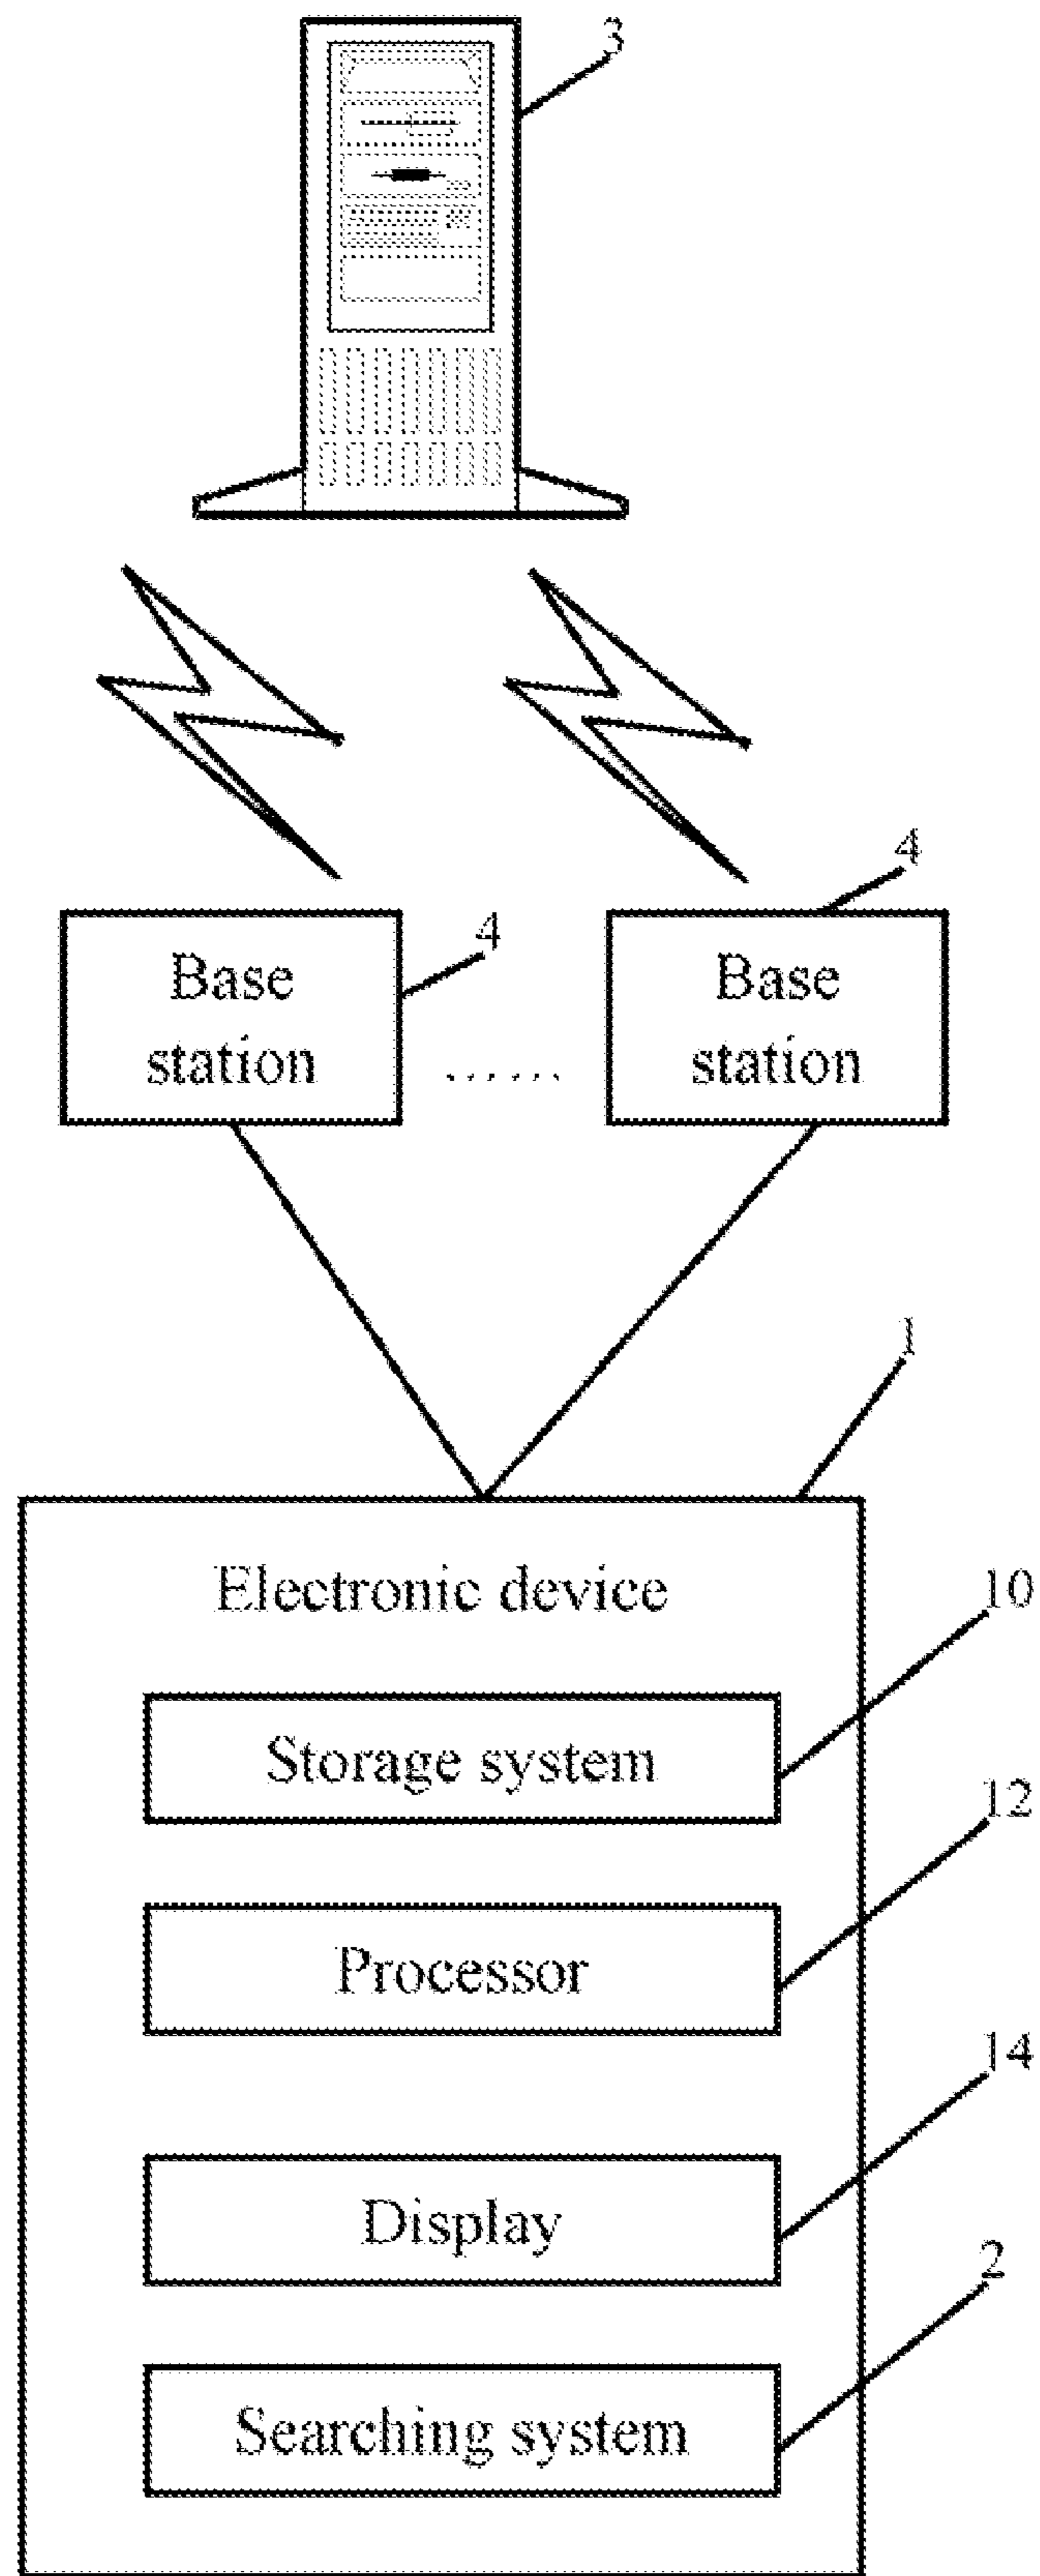 3
4
4
Base
station
......
Base
station
1
Electronic device
10
Storage system
12
Processor
14
Display
2
Searching system